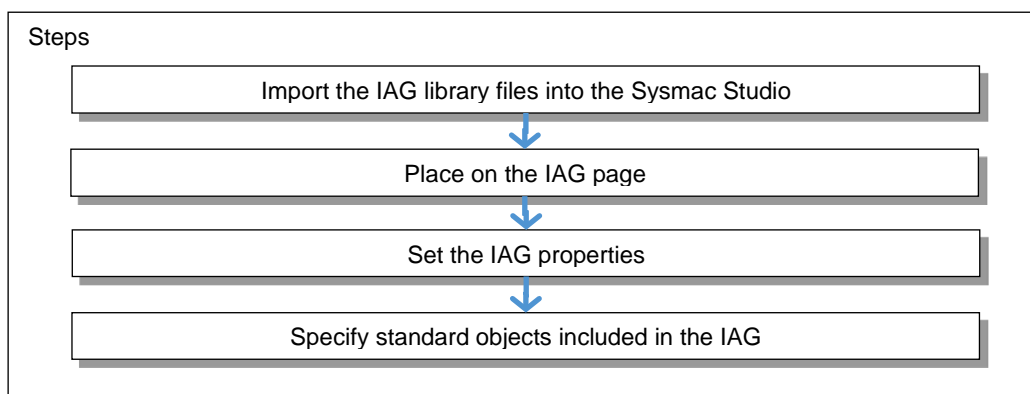 Steps
Import the IAG library files into the Sysmac Studio
Place on the IAG page
Set the IAG properties
Specify standard objects included in the IAG